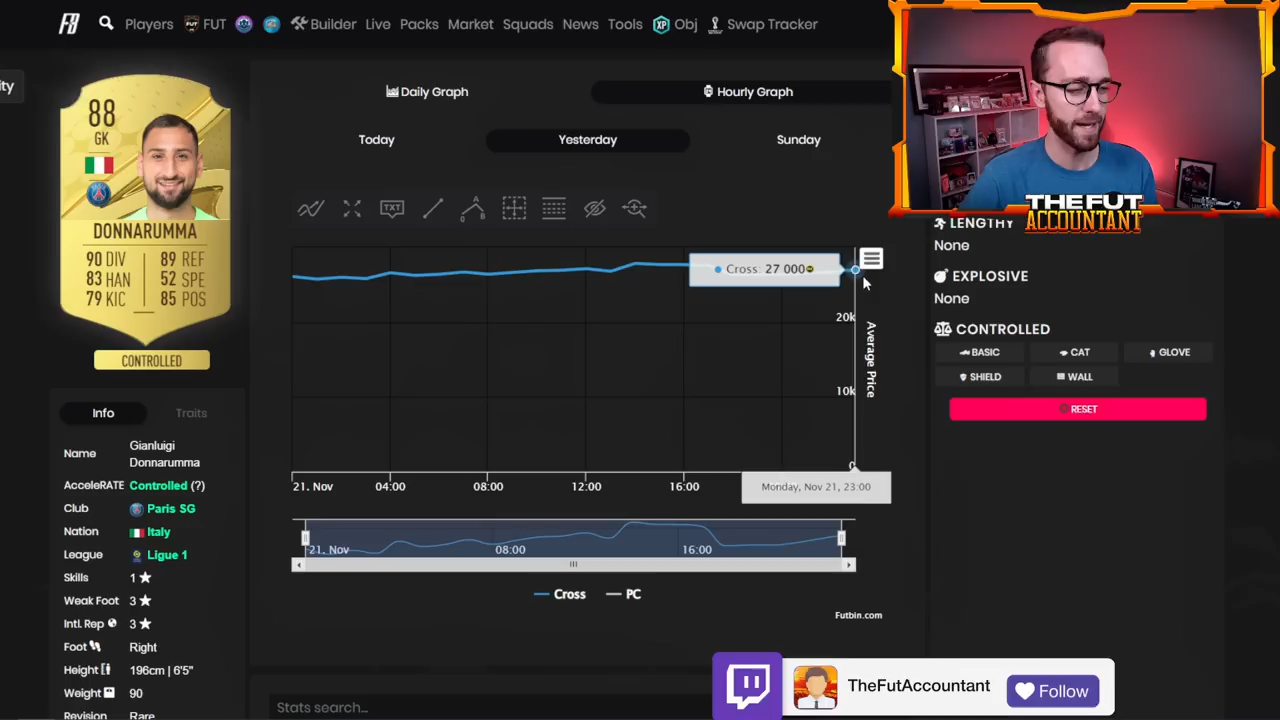 Players FUT Builder Live Packs Market Squads News Tools XP Obj Swap Tracker
ty
88
GK
DONNARUMMA
90 DIV 89 REF
83 HAN 52 SPE
79 KIC 85 POS
CONTROLLED
Info Traits
Name Gianluigi Donnarumma
AcceleRATE Controlled (?)
Club Paris SG
Nation Italy
League Ligue 1
Skills 1
Weak Foot 3
Intl. Rep 3
Foot Right
Height 196cm | 6'5"
Weight 90
Revision Rare
Daily Graph Hourly Graph
Today Yesterday Sunday
TXT
Cross: 27 000
20k
10k
0
Average Price
21. Nov 04:00 08:00 12:00 16:00
Monday, Nov 21, 23:00
21. Nov 08:00 16:00
Cross PC
Futbin.com
Stats search...
THE FUT
ACCOUNTANT
LENGTHY
None
EXPLOSIVE
None
CONTROLLED
BASIC CAT GLOVE
SHIELD WALL
RESET
TheFutAccountant
Follow